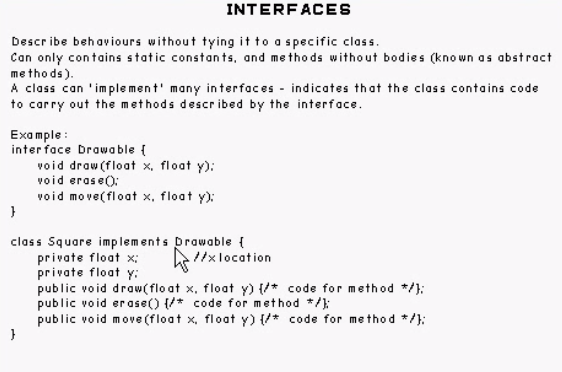 INTERFACES
Describe behaviours without tying it to a specific class.
Can only contains static constants, and methods without bodies (known as abstract
methods).
A class can 'implement' many interfaces - indicates that the class contains code
to carry out the methods described by the interface.
Example:
interface Drawable {
void draw(float x, float y);
void erase();
void move(float x, float y);
}
class Square implements Drawable {
private float x; //x location
private float y;
public void draw(float x, float y) {/* code for method */};
public void erase() {/* code for method */};
public void move(float x, float y) {/* code for method */};
}